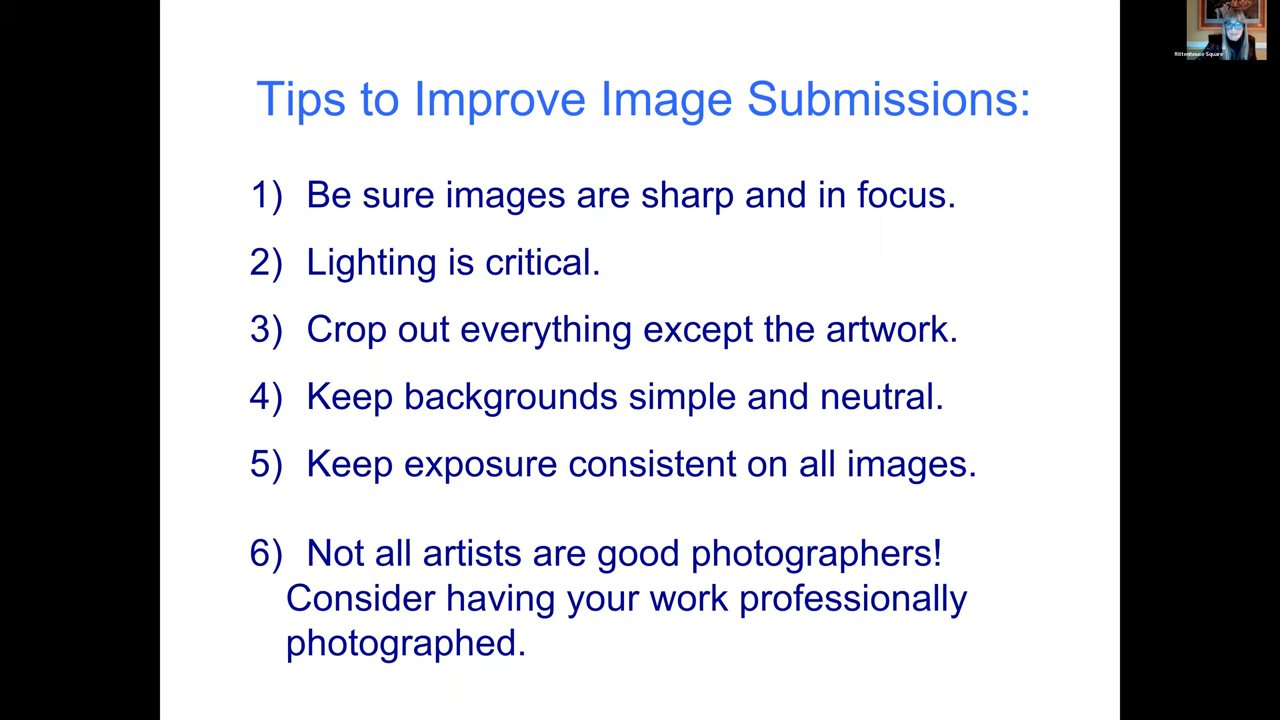 Tips to Improve Image Submissions:
1) Be sure images are sharp and in focus.
2) Lighting is critical.
3) Crop out everything except the artwork.
4) Keep backgrounds simple and neutral.
5) Keep exposure consistent on all images.
6) Not all artists are good photographers!
Consider having your work professionally
photographed.
Rittenhouse Square